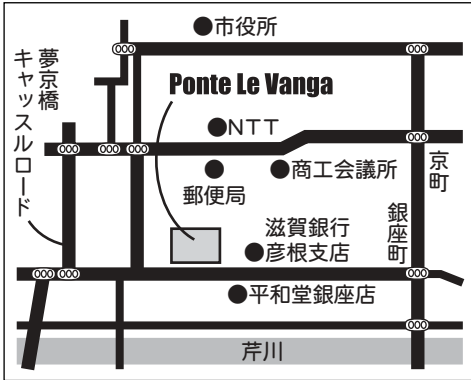 市役所
Ponte Le Vanga
夢京橋
キャッスルロード
NTT
商工会議所
郵便局
京町
銀座町
滋賀銀行
彦根支店
平和堂銀座店
芹川